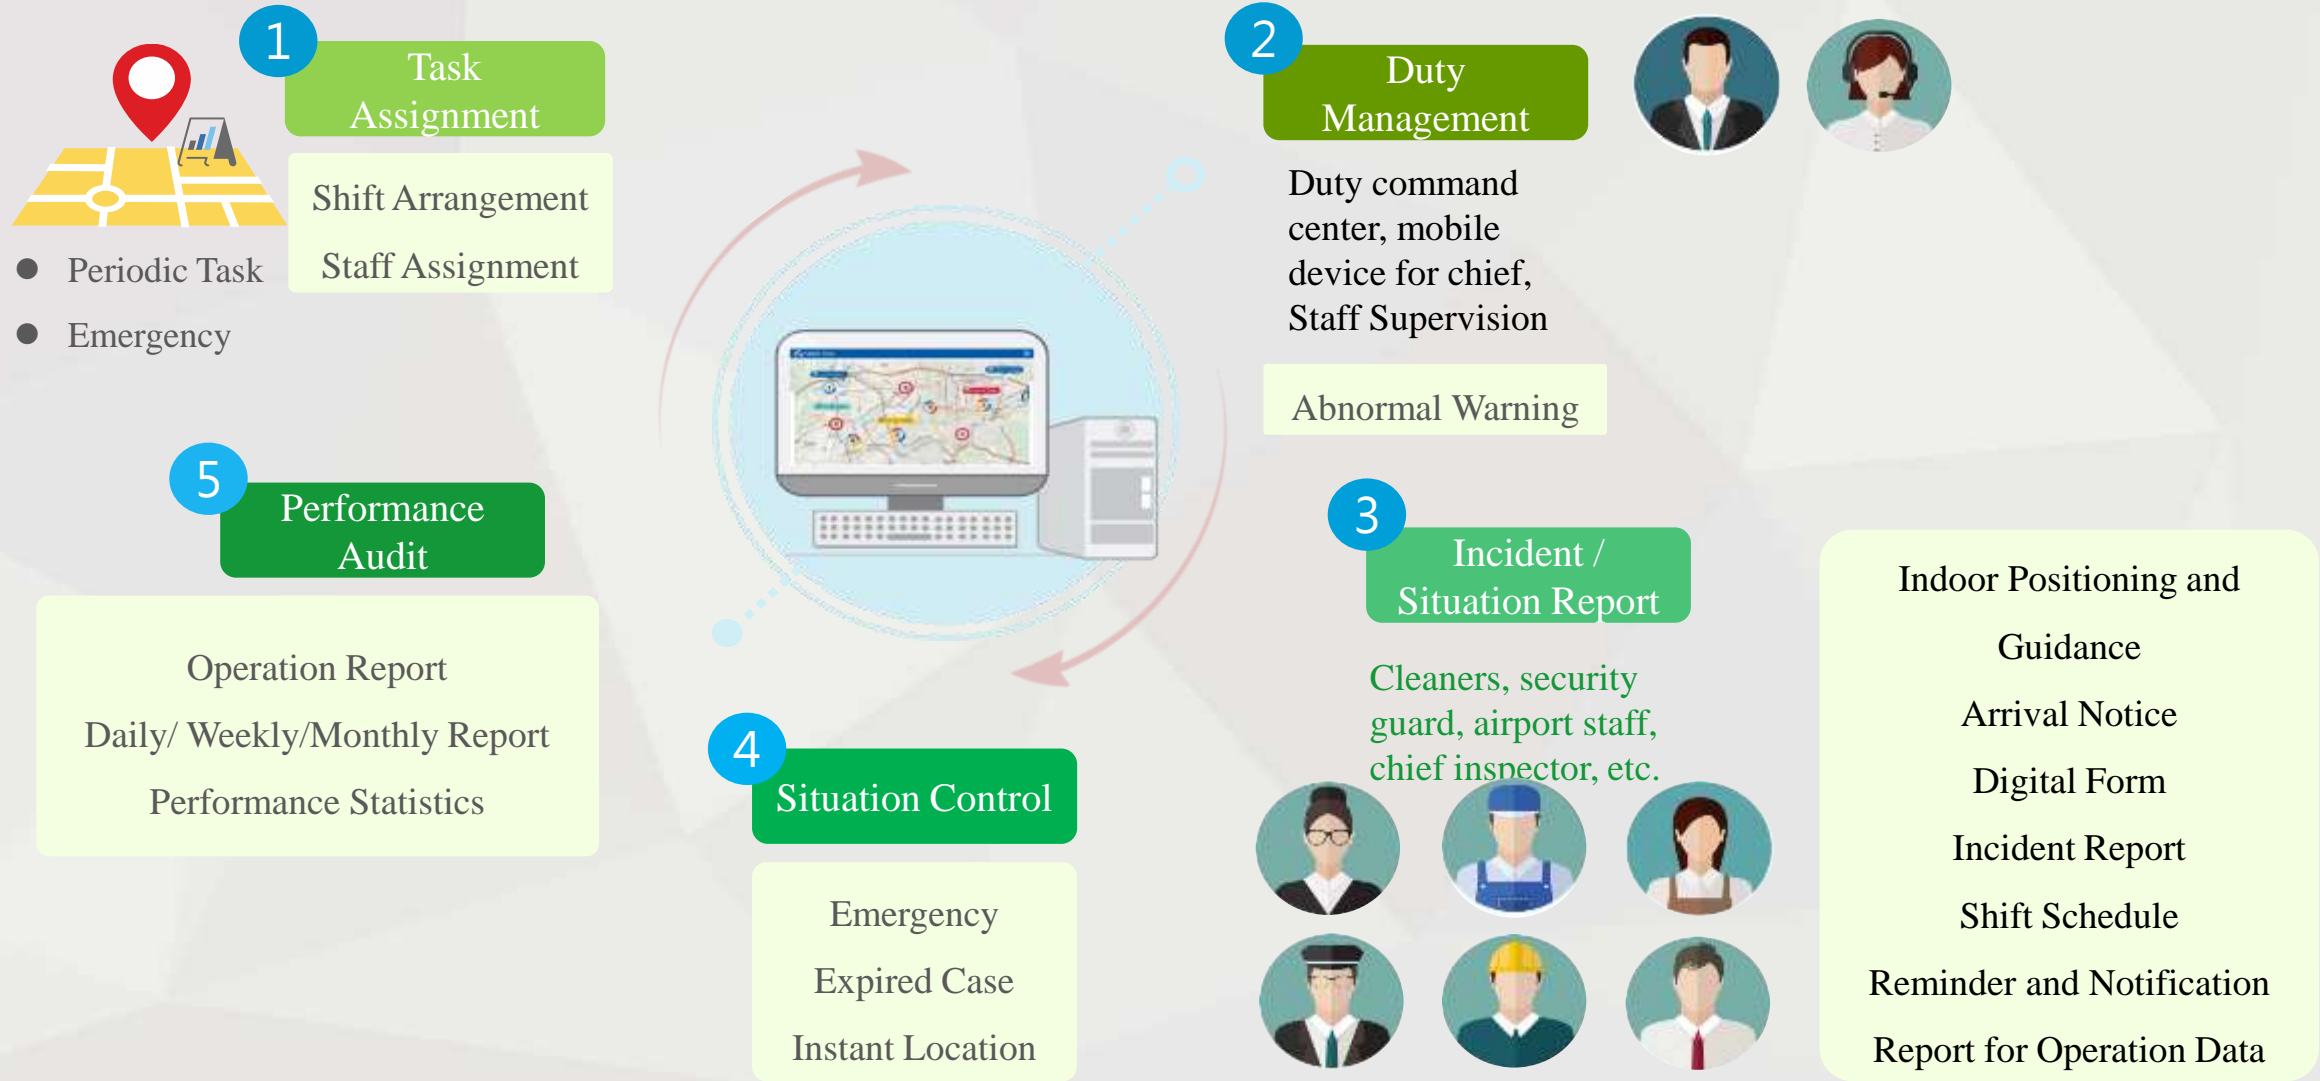 1
Task
Assignment
Shift Arrangement
Staff Assignment
● Periodic Task
● Emergency
2
Duty
Management
Duty command
center, mobile
device for chief,
Staff Supervision
Abnormal Warning
3
Incident /
Situation Report
Cleaners, security
guard, airport staff,
chief inspector, etc.
Indoor Positioning and
Guidance
Arrival Notice
Digital Form
Incident Report
Shift Schedule
Reminder and Notification
Report for Operation Data
4
Situation Control
Emergency
Expired Case
Instant Location
5
Performance
Audit
Operation Report
Daily/ Weekly/Monthly Report
Performance Statistics